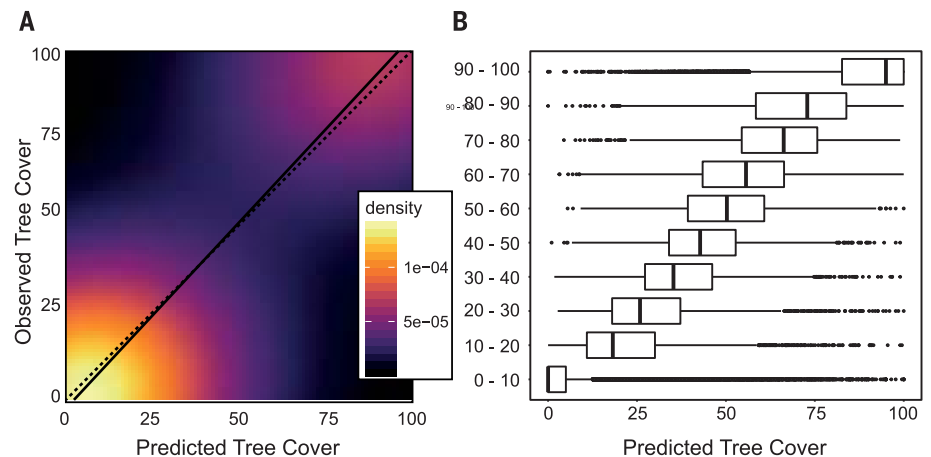 A
100
75
50
25
0
Observed Tree Cover
0
25
50
75
100
Predicted Tree Cover
density
1e−04
5e−05
B
90 - 100
80 - 90
70 - 80
60 - 70
50 - 60
40 - 50
30 - 40
20 - 30
10 - 20
0 - 10
0
25
50
75
100
Predicted Tree Cover